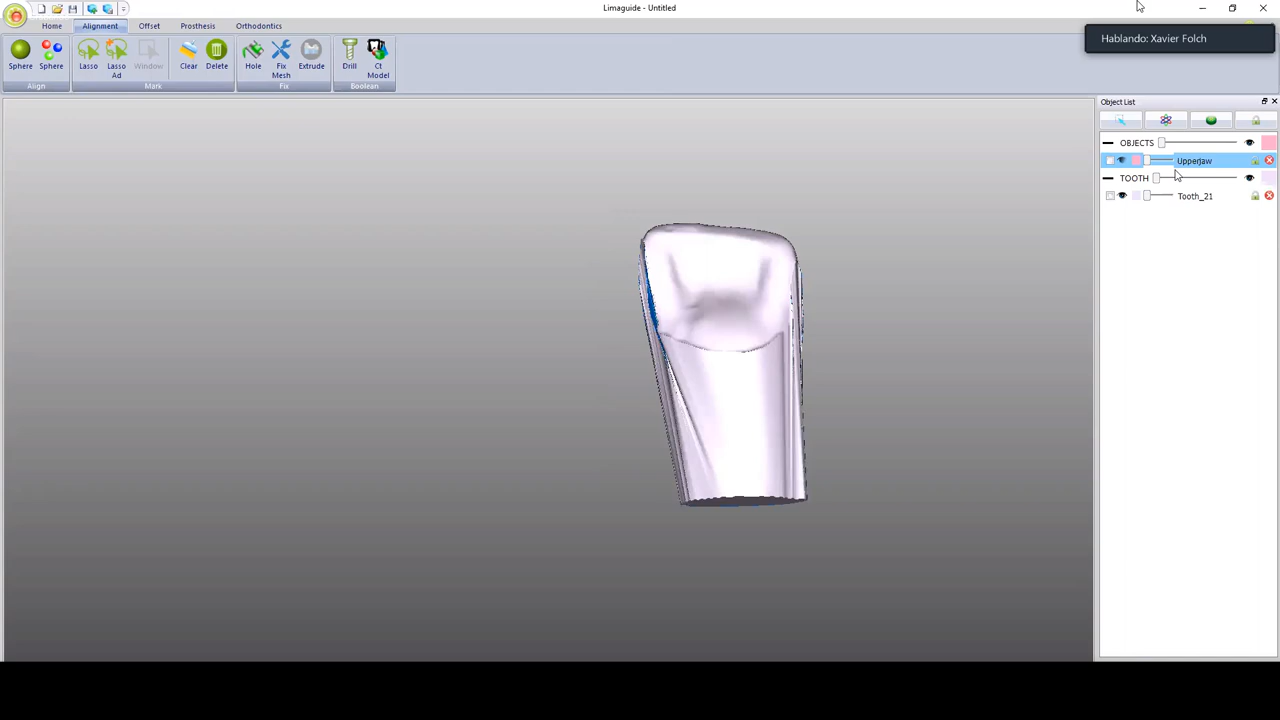 Limaguide - Untitled
Home Alignment Offset Prosthesis Orthodontics
Hablando: Xavier Folch
Sphere Sphere Lasso Lasso Ad Window Clear Delete Hole Fix Mesh Extrude Drill Ct Model
Align Mark Fix Boolean
Object List
OBJECTS
Upperjaw
TOOTH
Tooth_21